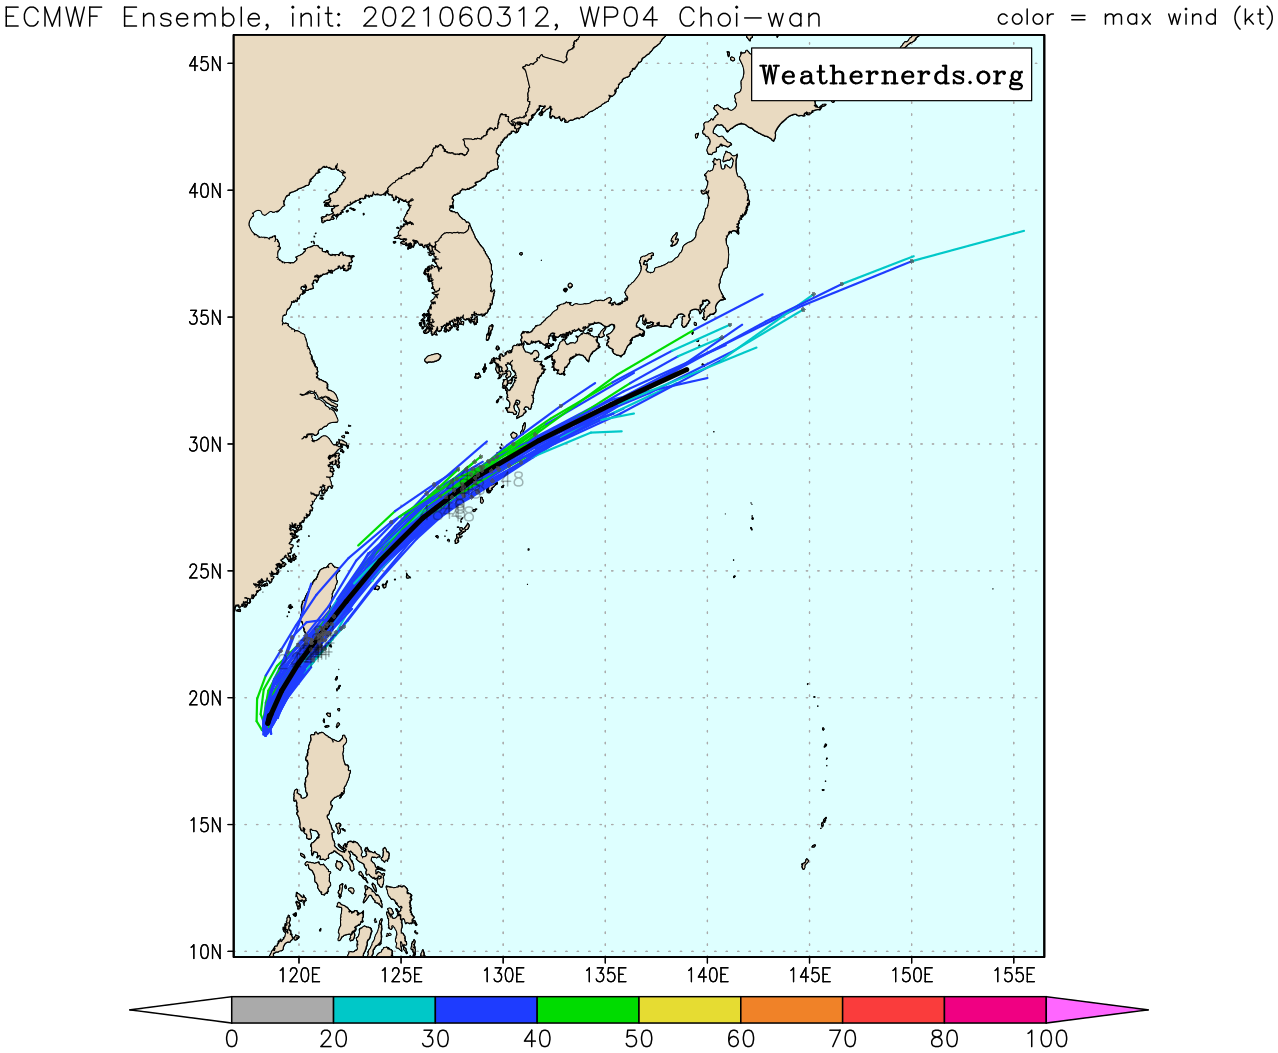 ECMWF Ensemble, init: 2021060312, WP04 Choi-wan
color = max wind (kt)
Weathernerds.org
45N
40N
35N
30N
25N
20N
15N
10N
48
48
120E 125E 130E 135E 140E 145E 150E 155E
0 20 30 40 50 60 70 80 100